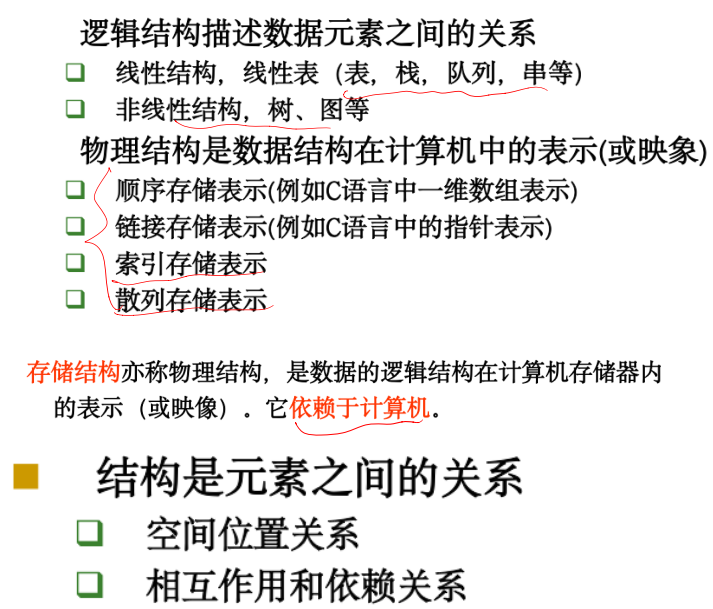 逻辑结构描述数据元素之间的关系
线性结构，线性表（表，栈，队列，串等）
非线性结构，树、图等
物理结构是数据结构在计算机中的表示(或映象)
顺序存储表示(例如C语言中一维数组表示)
链接存储表示(例如C语言中的指针表示)
索引存储表示
散列存储表示
存储结构亦称物理结构，是数据的逻辑结构在计算机存储器内
的表示（或映像）。它依赖于计算机。
结构是元素之间的关系
空间位置关系
相互作用和依赖关系